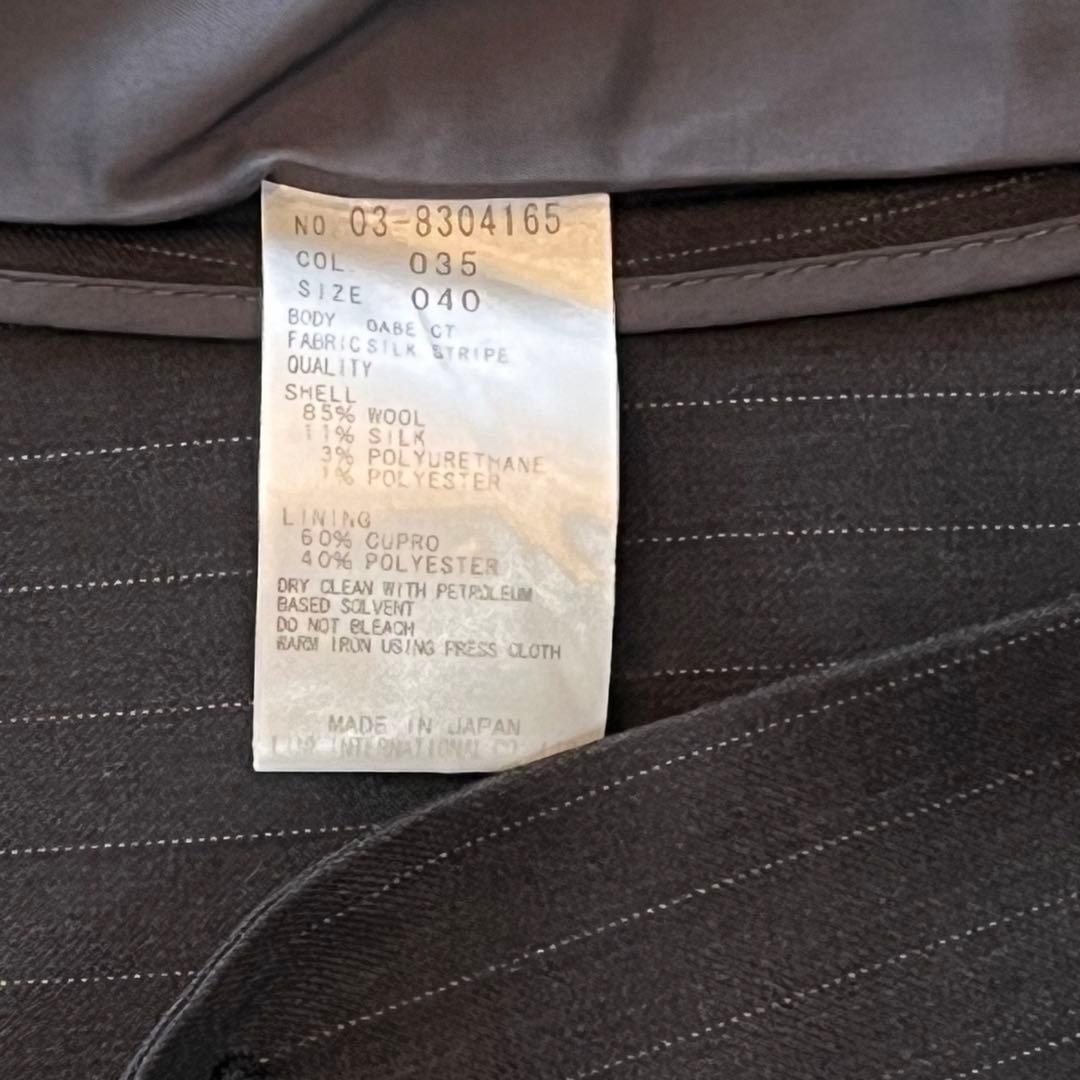 NO 03-8304165
COL. 035
SIZE 040
BODY OABE CT
FABRIC SILK STRIPE
QUALITY
SHELL
85% WOOL
11% SILK
3% POLYURETHANE
1% POLYESTER
LINING
60% CUPRO
40% POLYESTER
DRY CLEAN WITH PETROLEUM
BASED SOLVENT
DO NOT BLEACH
WARM IRON USING PRESS CLOTH
MADE IN JAPAN
INTERNATIONAL CO.